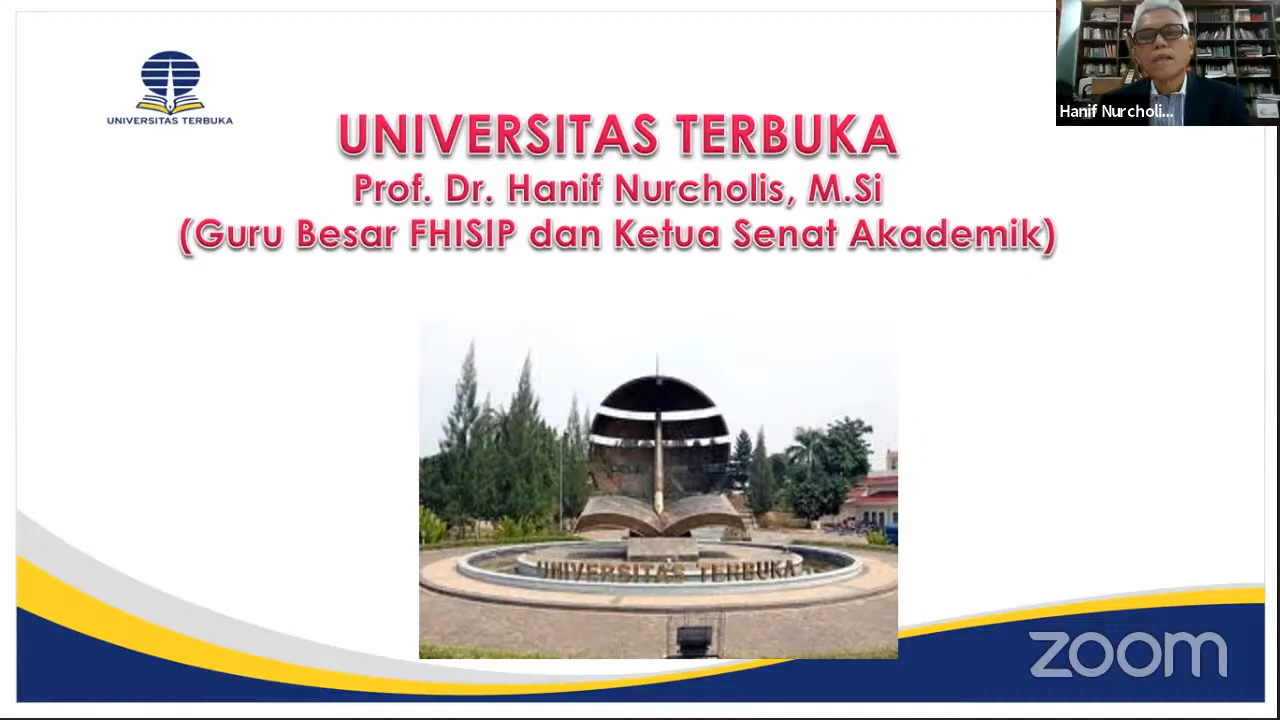 UNIVERSITAS TERBUKA
UNIVERSITAS TERBUKA
Prof. Dr. Hanif Nurcholis, M.Si
(Guru Besar FHISIP dan Ketua Senat Akademik)
Hanif Nurcholi...
UNIVERSITAS TERBUKA
zoom